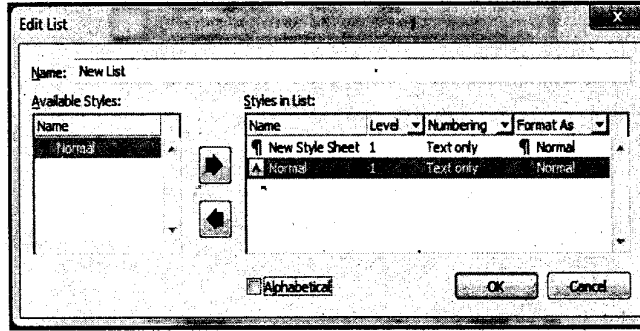 Edit List
Name: New List
Available Styles:
Name
Normal
Styles in List:
Name Level Numbering Format As
¶ New Style Sheet 1 Text only ¶ Normal
A Normal 1 Text only Normal
Alphabetical
OK Cancel